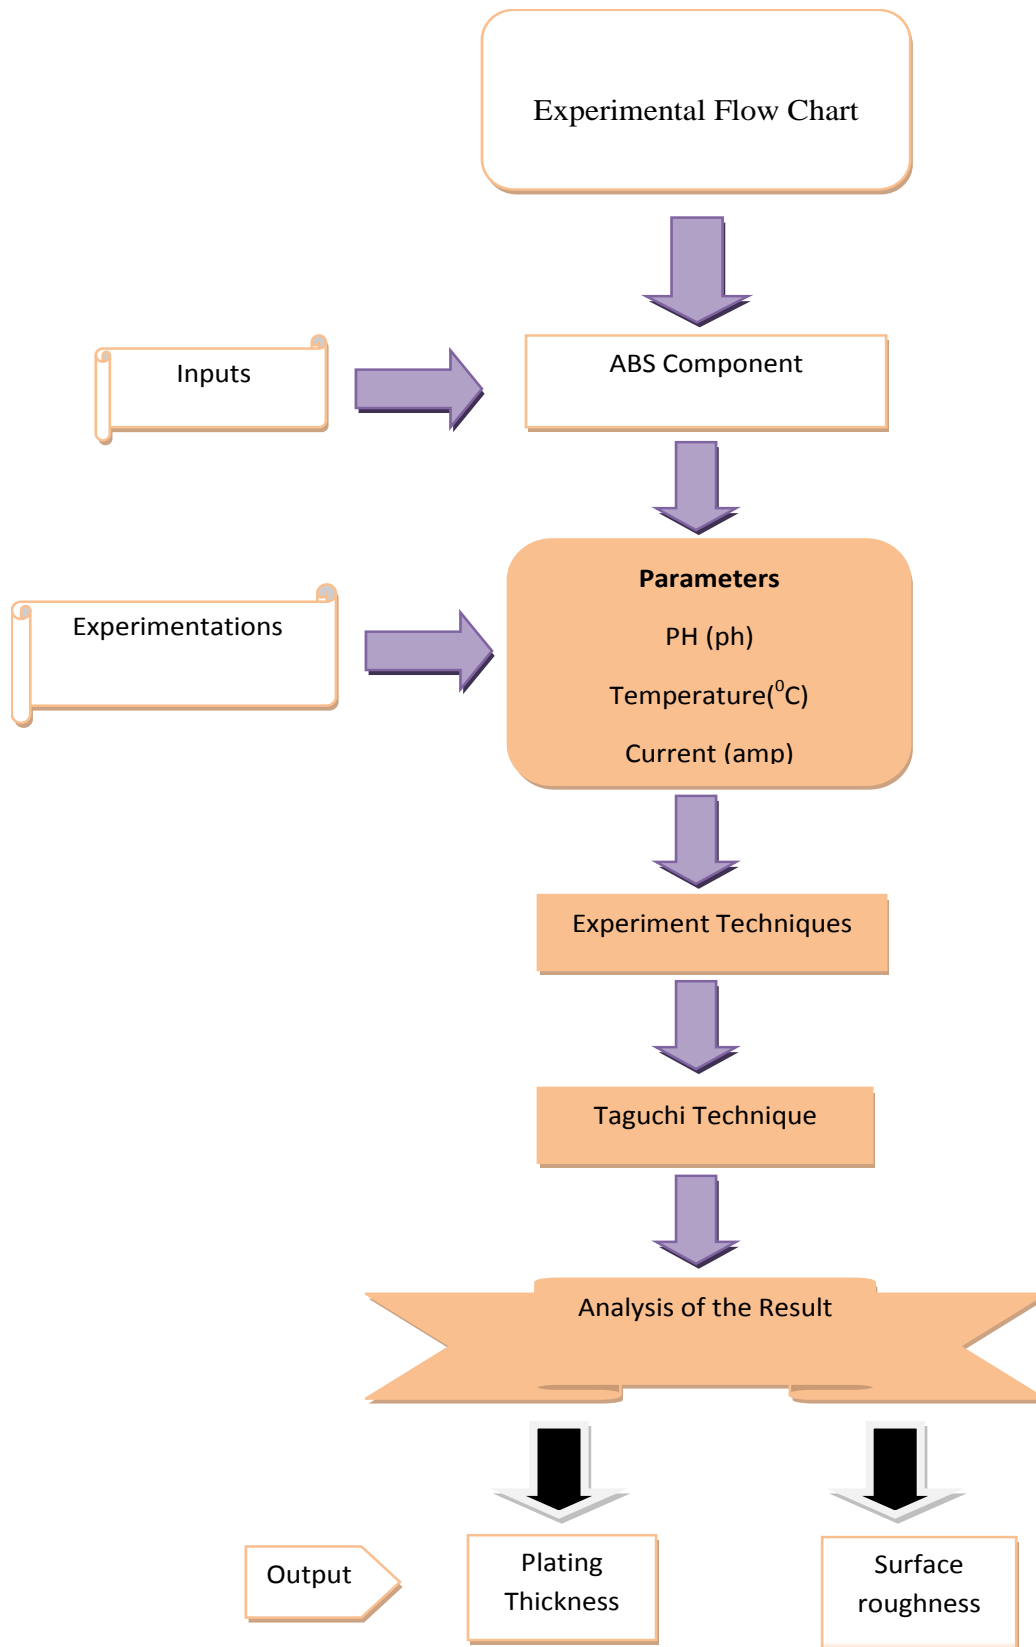 Experimental Flow Chart
Inputs
ABS Component
Experimentations
Parameters
PH (ph)
Temperature(⁰C)
Current (amp)
Experiment Techniques
Taguchi Technique
Analysis of the Result
Output
Plating
Thickness
Surface
roughness